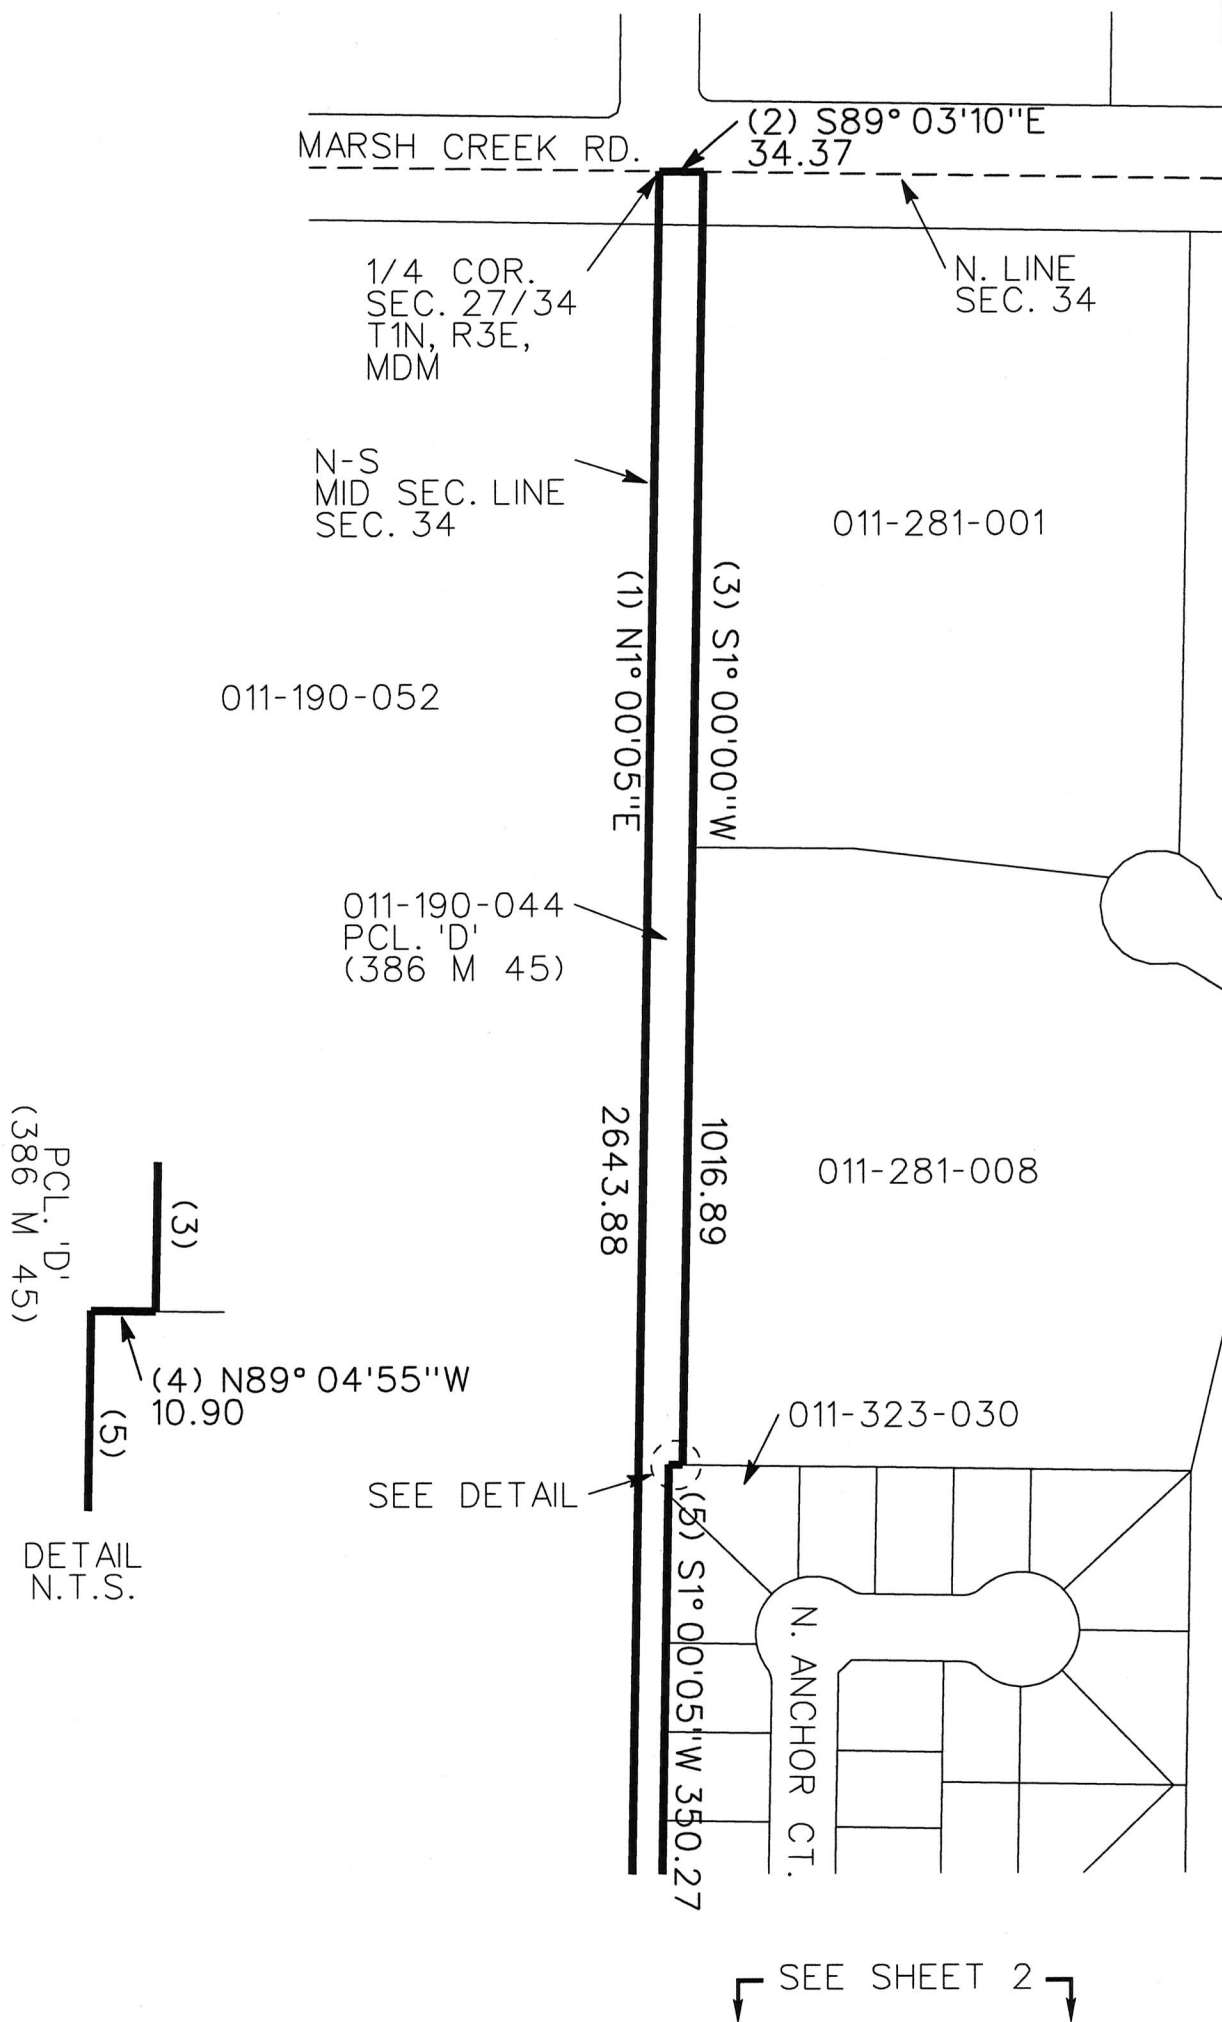 (2) S89° 03'10"E
34.37
MARSH CREEK RD.
1/4 COR.
SEC. 27/34
T1N, R3E,
MDM
N. LINE
SEC. 34
N-S
MID SEC. LINE
SEC. 34
011-281-001
(1) N1° 00'05"E
(3) S1° 00'00"W
011-190-052
011-190-044
PCL. 'D'
(386 M 45)
2643.88
1016.89
011-281-008
PCL. 'D'
(386 M 45)
(3)
(4) N89° 04'55"W
10.90
(5)
DETAIL
N.T.S.
011-323-030
SEE DETAIL
(5) S1° 00'05"W 350.27
N. ANCHOR CT.
SEE SHEET 2